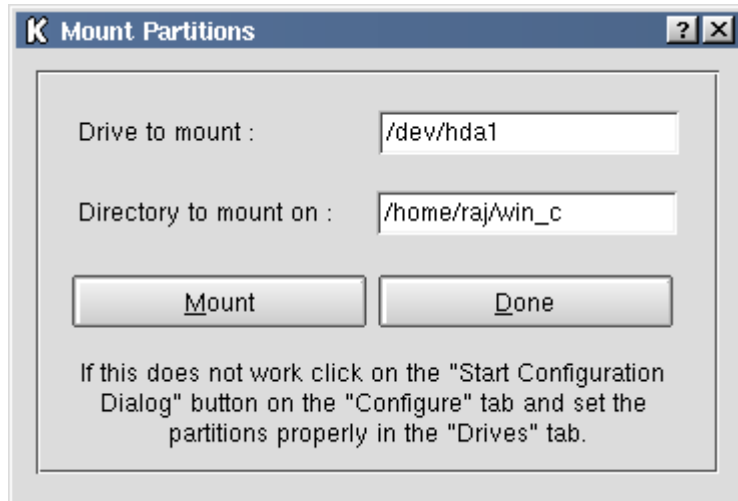 K Mount Partitions ? X
Drive to mount : /dev/hda1
Directory to mount on : /home/raj/win_c
Mount Done
If this does not work click on the "Start Configuration
Dialog" button on the "Configure" tab and set the
partitions properly in the "Drives" tab.